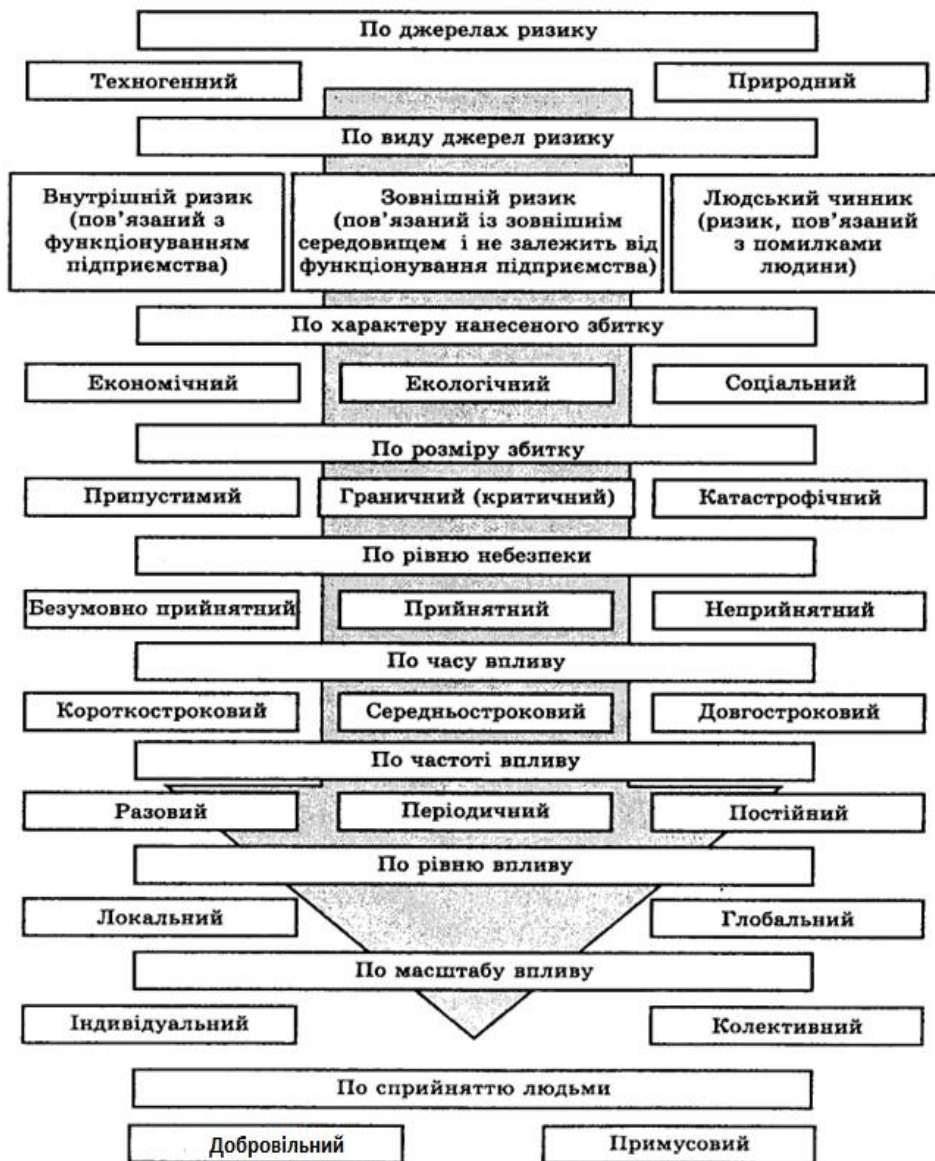 По джерелах ризику
Техногенний
Природний
По виду джерел ризику
Внутрішній ризик
(пов'язаний з
функціонуванням
підприємства)
Зовнішній ризик
(пов'язаний із зовнішнім
середовищем і не залежить від
функціонування підприємства)
Людський чинник
(ризик, пов'язаний
з помилками
людини)
По характеру нанесеного збитку
Економічний
Екологічний
Соціальний
По розміру збитку
Припустимий
Граничний (критичний)
Катастрофічний
По рівню небезпеки
Безумовно прийнятний
Прийнятний
Неприйнятний
По часу впливу
Короткостроковий
Середньостроковий
Довгостроковий
По частоті впливу
Разовий
Періодичний
Постійний
По рівню впливу
Локальний
Глобальний
По масштабу впливу
Індивідуальний
Колективний
По сприйняттю людьми
Добровільний
Примусовий